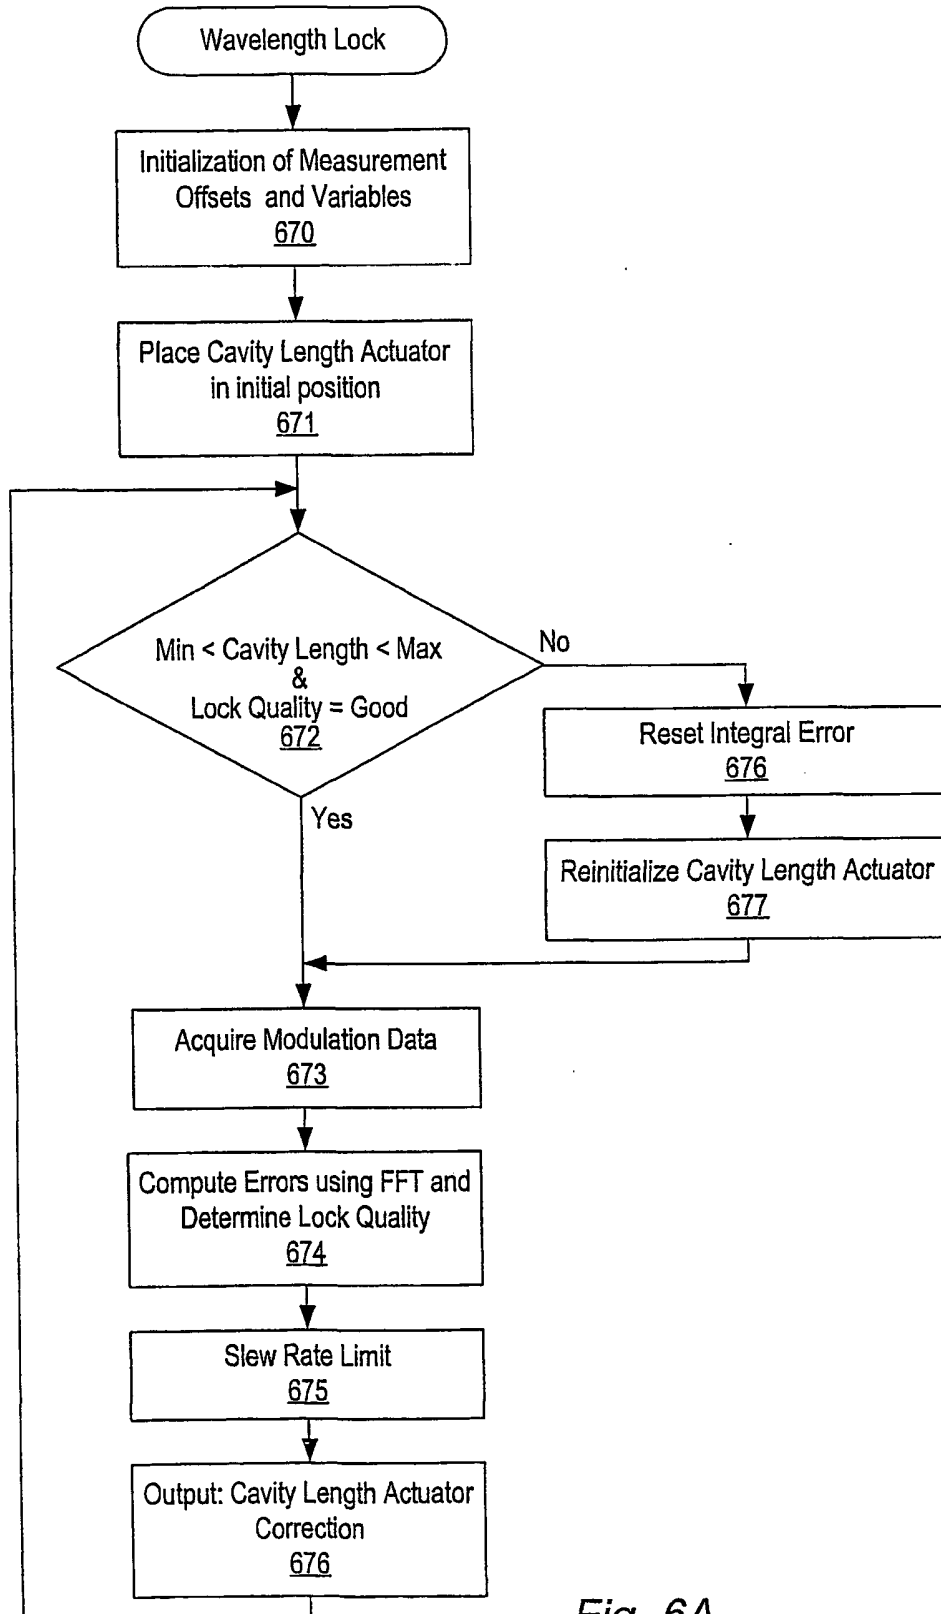 Wavelength Lock
Initialization of Measurement
Offsets and Variables
670
Place Cavity Length Actuator
in initial position
671
Min < Cavity Length < Max
&
Lock Quality = Good
672
No
Reset Integral Error
676
Reinitialize Cavity Length Actuator
677
Yes
Acquire Modulation Data
673
Compute Errors using FFT and
Determine Lock Quality
674
Slew Rate Limit
675
Output: Cavity Length Actuator
Correction
676
Fig. 6A